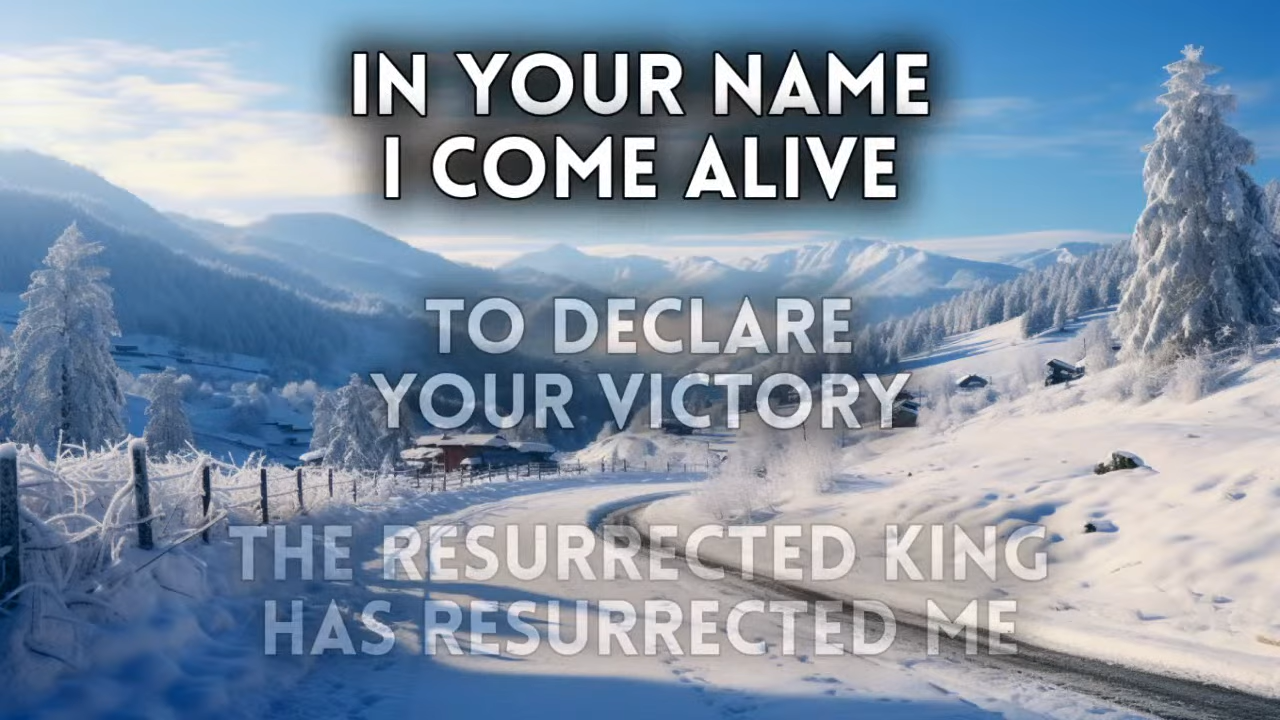 IN YOUR NAME
I COME ALIVE
TO DECLARE
YOUR VICTORY
THE RESURRECTED KING
HAS RESURRECTED ME